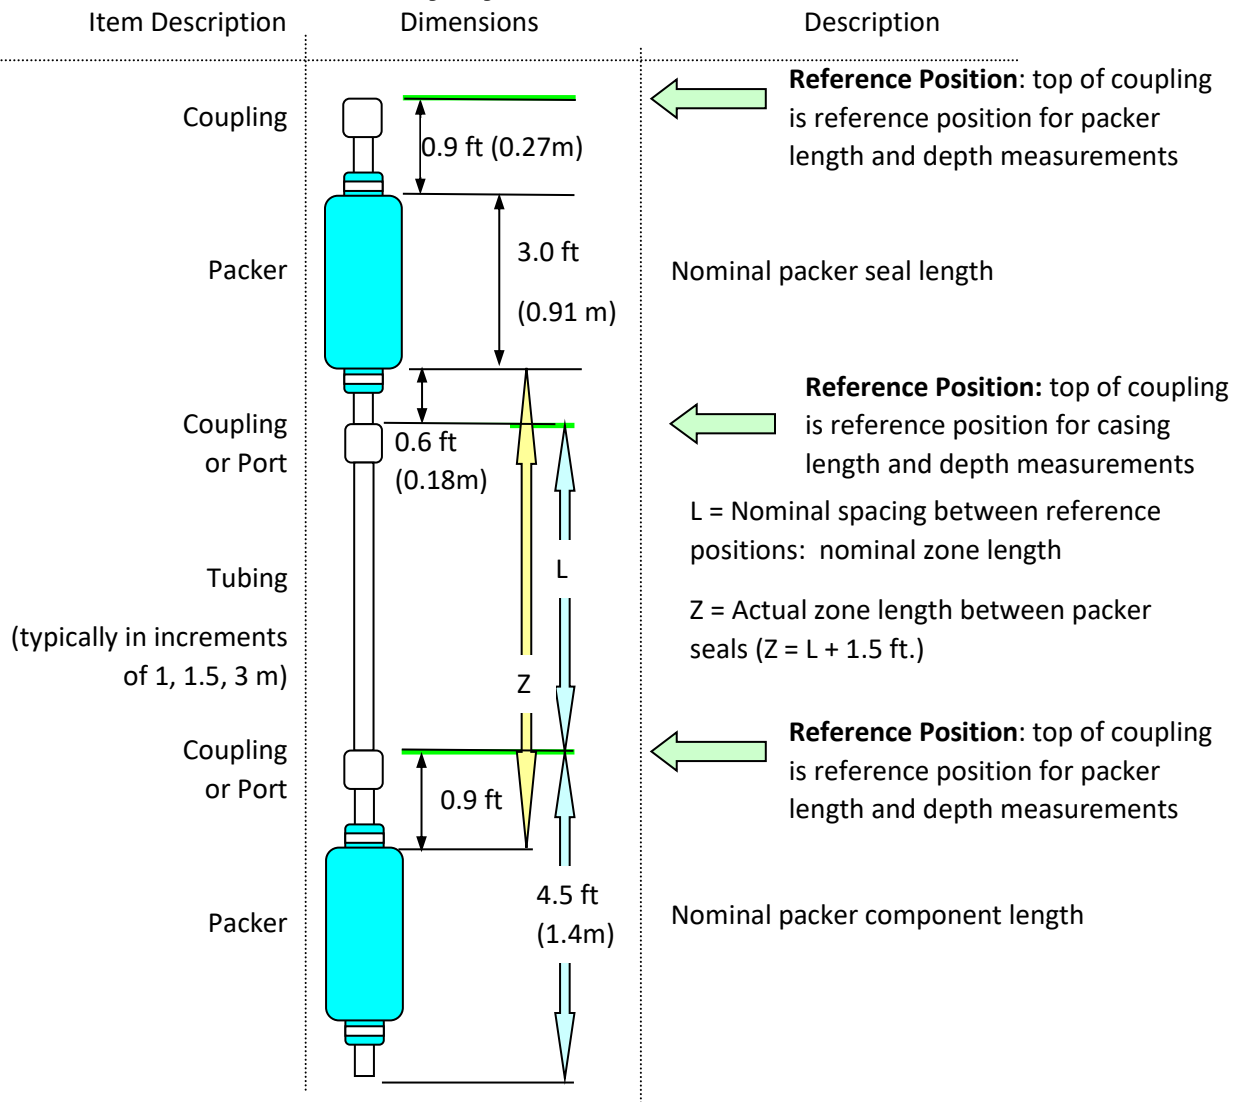 Item Description
Dimensions
Description
Coupling
0.9 ft (0.27m)
Reference Position: top of coupling
is reference position for packer
length and depth measurements
Packer
3.0 ft
(0.91 m)
Nominal packer seal length
Coupling
or Port
0.6 ft
(0.18m)
Reference Position: top of coupling
is reference position for casing
length and depth measurements
L = Nominal spacing between reference
positions: nominal zone length
Tubing
(typically in increments
of 1, 1.5, 3 m)
L
Z
Z = Actual zone length between packer
seals (Z = L + 1.5 ft.)
Coupling
or Port
0.9 ft
Reference Position: top of coupling
is reference position for packer
length and depth measurements
Packer
4.5 ft
(1.4m)
Nominal packer component length